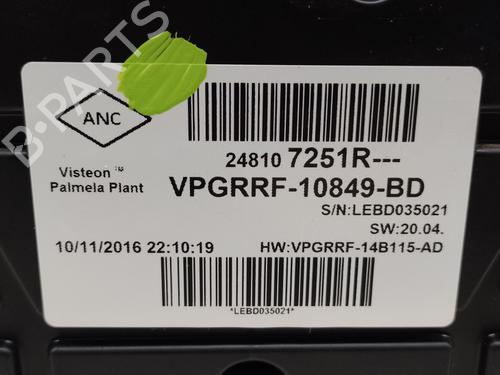 B-PARTS
ANC
24810 7251R---
Visteon TM
Palmela Plant
VPGRRF-10849-BD
S/N:LEBD035021
SW:20.04.
10/11/2016 22:10:19
HW:VPGRRF-14B115-AD
*LEBD035021*